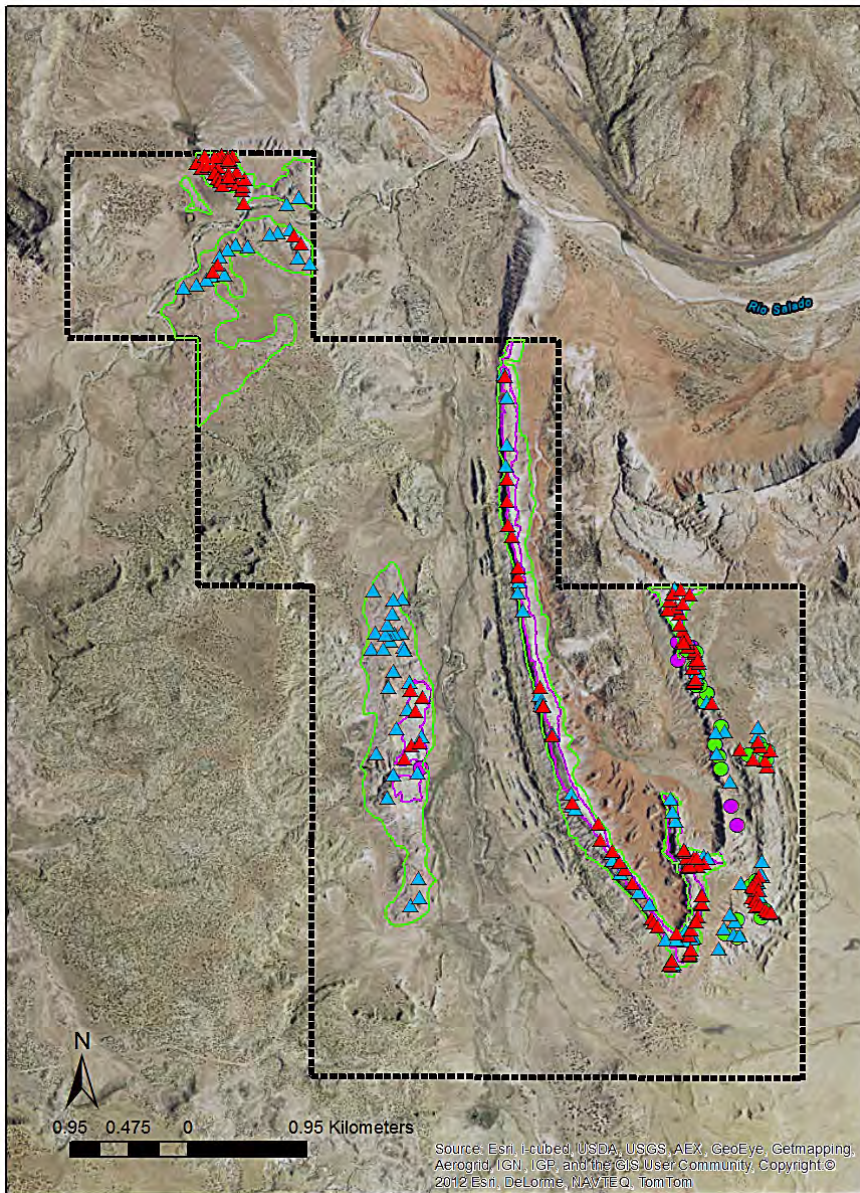 Rio Salado
N
0.95 0.475 0 0.95 Kilometers
Source: Esri, i-cubed, USDA, USGS, AEX, GeoEye, Getmapping,
Aerogrid, IGN, IGP, and the GIS User Community, Copyright ©
2012 Esri, DeLorme, NAVTEQ, TomTom